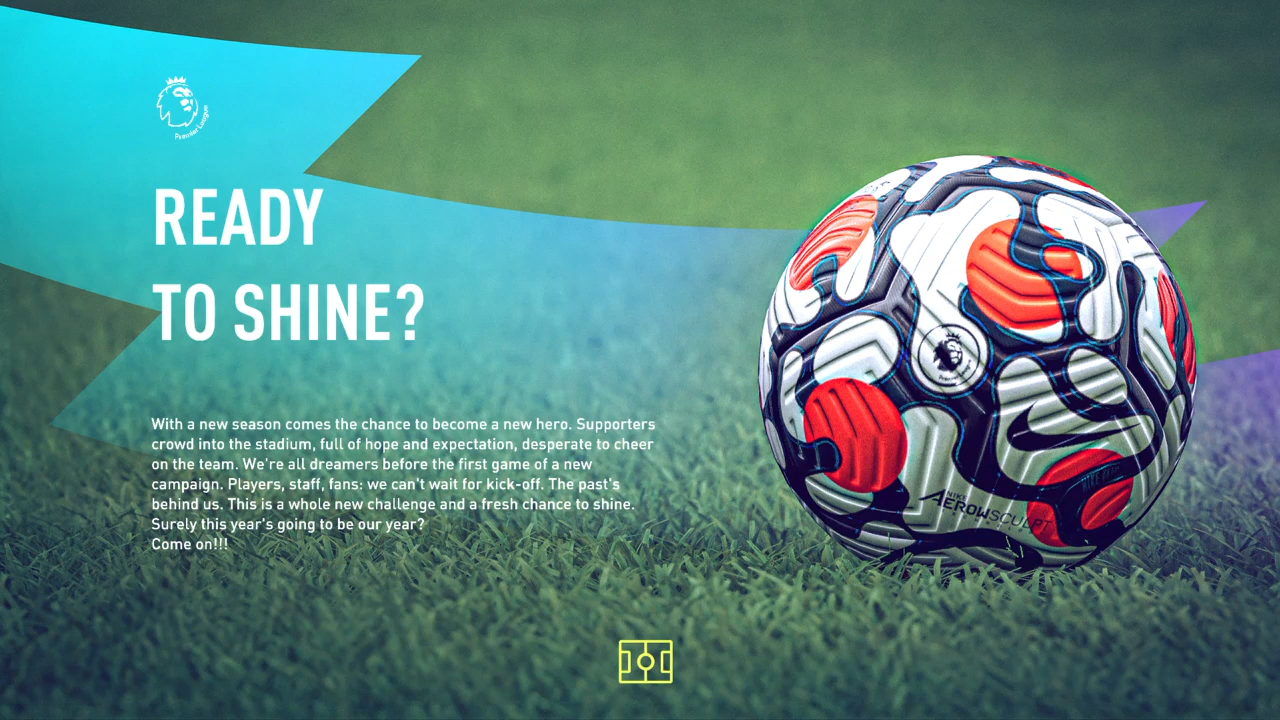 Premier League
READY
TO SHINE?
With a new season comes the chance to become a new hero. Supporters
crowd into the stadium, full of hope and expectation, desperate to cheer
on the team. We're all dreamers before the first game of a new
campaign. Players, staff, fans: we can't wait for kick-off. The past's
behind us. This is a whole new challenge and a fresh chance to shine.
Surely this year's going to be our year?
Come on!!!
Premier League
NIKE
AEROWSCULPT